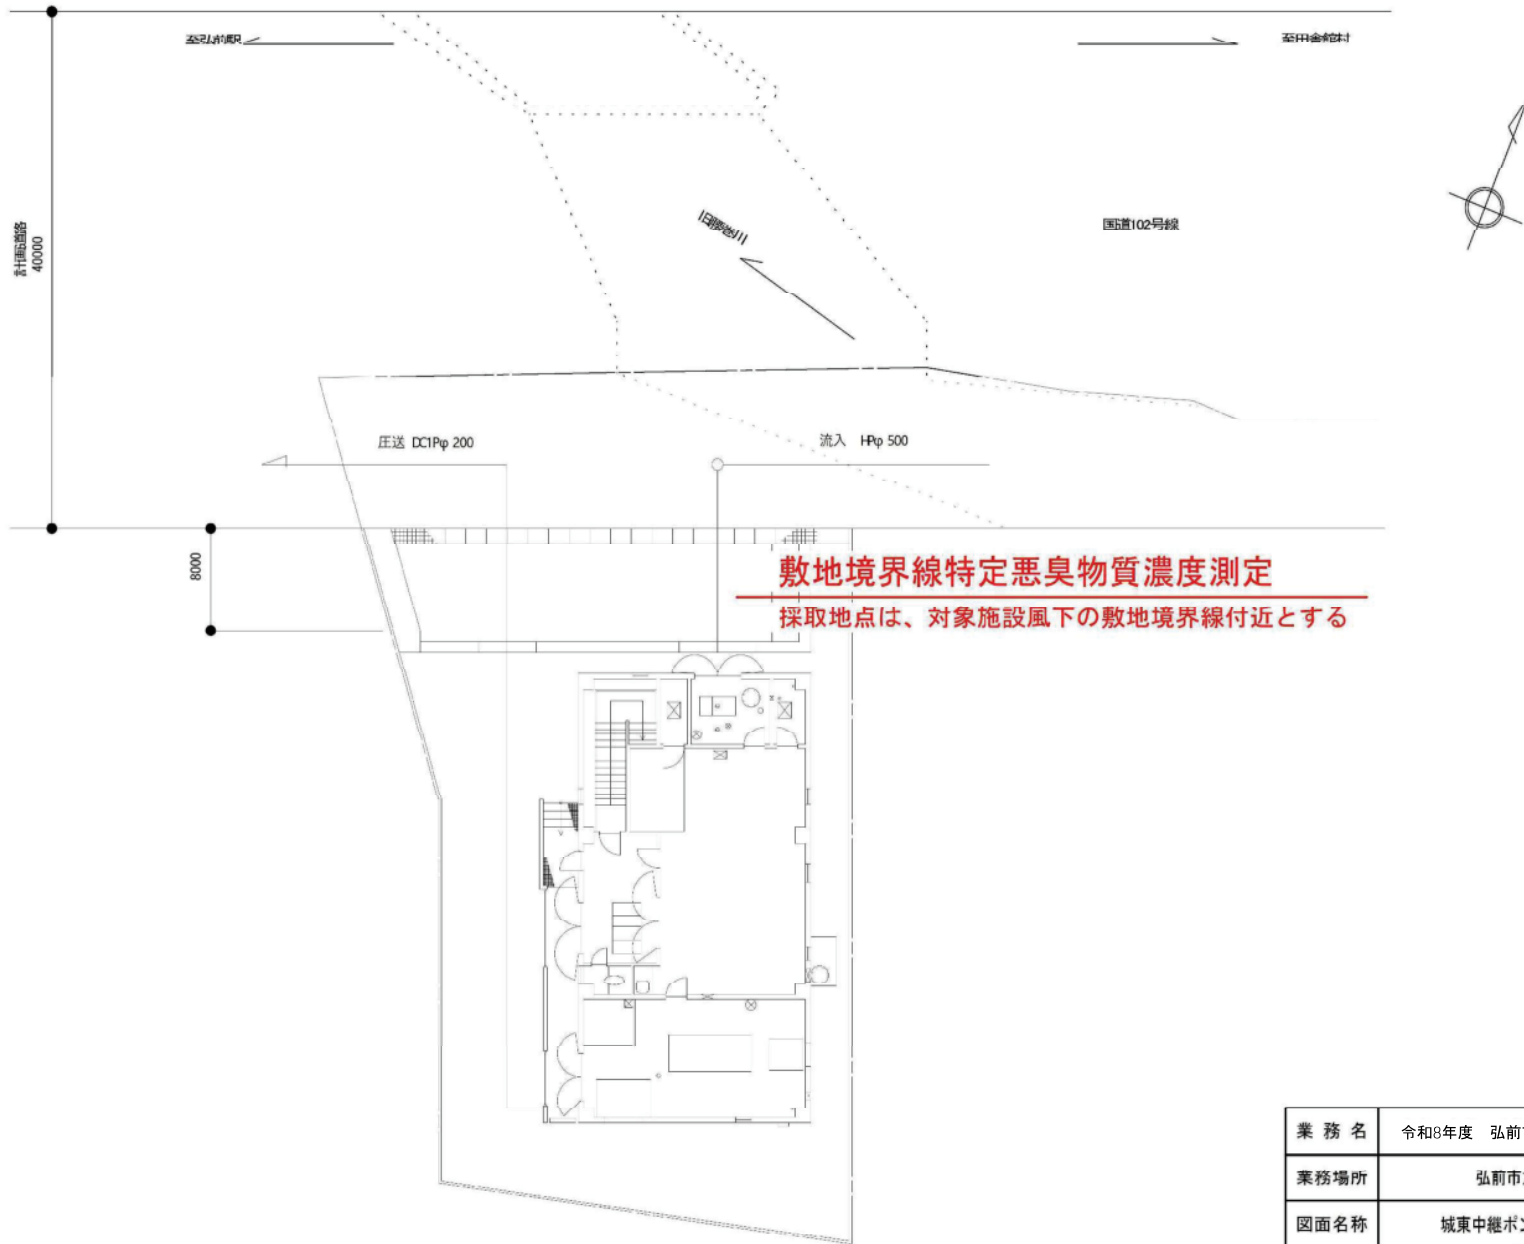 至弘前駅
至田舎館村
計画道路
40000
旧腰巻川
国道102号線
圧送 DC1Pφ 200
流入 HPφ 500
8000
敷地境界線特定悪臭物質濃度測定
採取地点は、対象施設風下の敷地境界線付近とする
業務名 令和8年度 弘前
業務場所 弘前市
図面名称 城東中継ポン